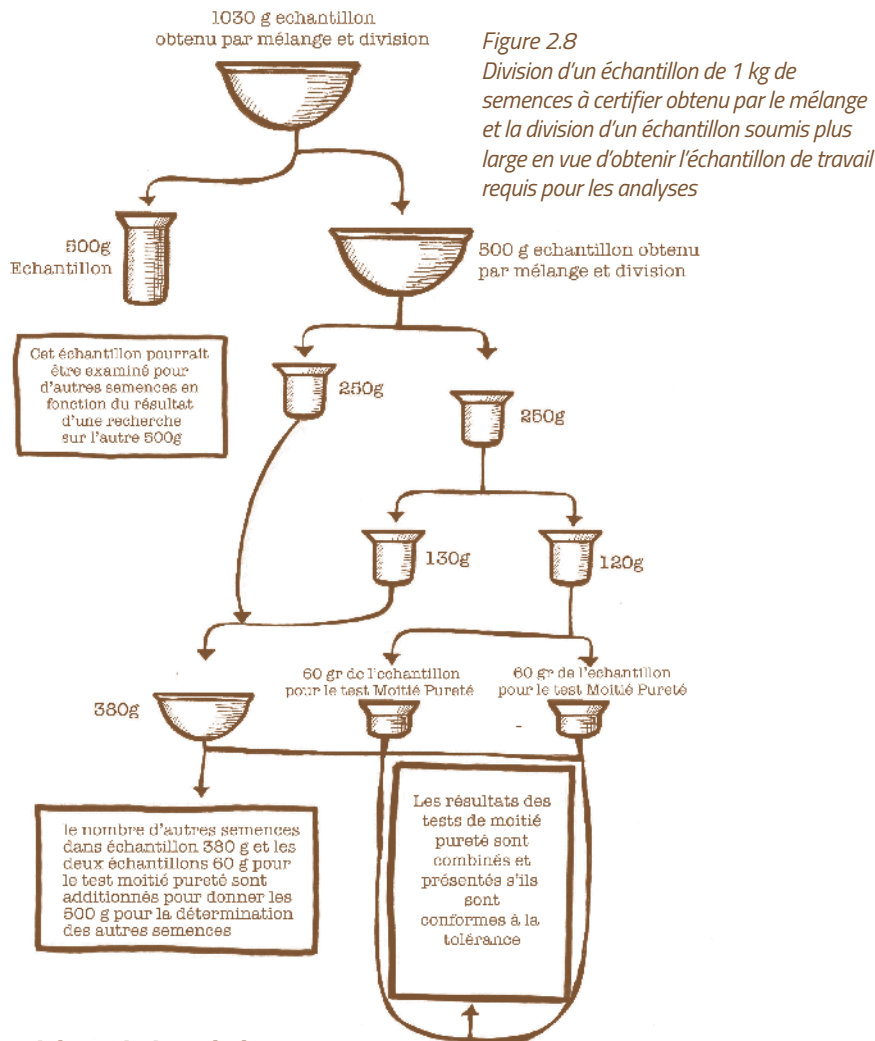 1030 g echantillon
obtenu par mélange et division
Figure 2.8
Division d'un échantillon de 1 kg de
semences à certifier obtenu par le mélange
et la division d'un échantillon soumis plus
large en vue d'obtenir l'échantillon de travail
requis pour les analyses
500g
Echantillon
500 g echantillon obtenu
par mélange et division
Cet échantillon pourrait
être examiné pour
d'autres semences en
fonction du résultat
d'une recherche
sur l'autre 500g
250g
250g
130g
120g
60 gr de l'echantillon
pour le test Moitié Pureté
60 gr de l'echantillon
pour le test Moitié Pureté
380g
le nombre d'autres semences
dans échantillon 380 g et les
deux échantillons 60 g pour
le test moitié pureté sont
additionnés pour donner les
500 g pour la détermination
des autres semences
Les résultats des
tests de moitié
pureté sont
combinés et
présentés s'ils
sont
conformes à la
tolérance